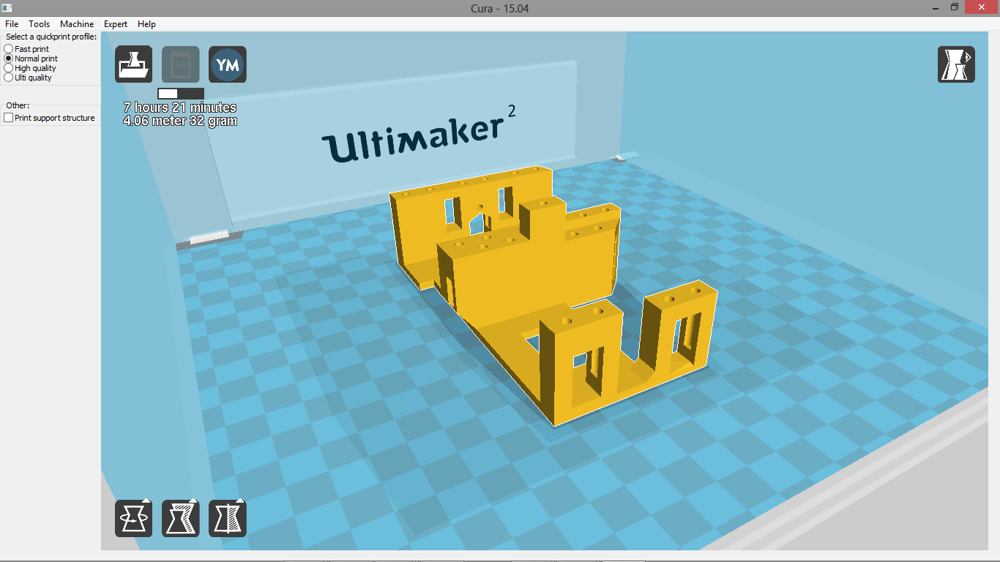 Cura - 15.04
File Tools Machine Expert Help
Select a quickprint profile:
Fast print
Normal print
High quality
Ulti quality
Other:
Print support structure
SD
YM
7 hours 21 minutes
4.06 meter 32 gram
Ultimaker 2